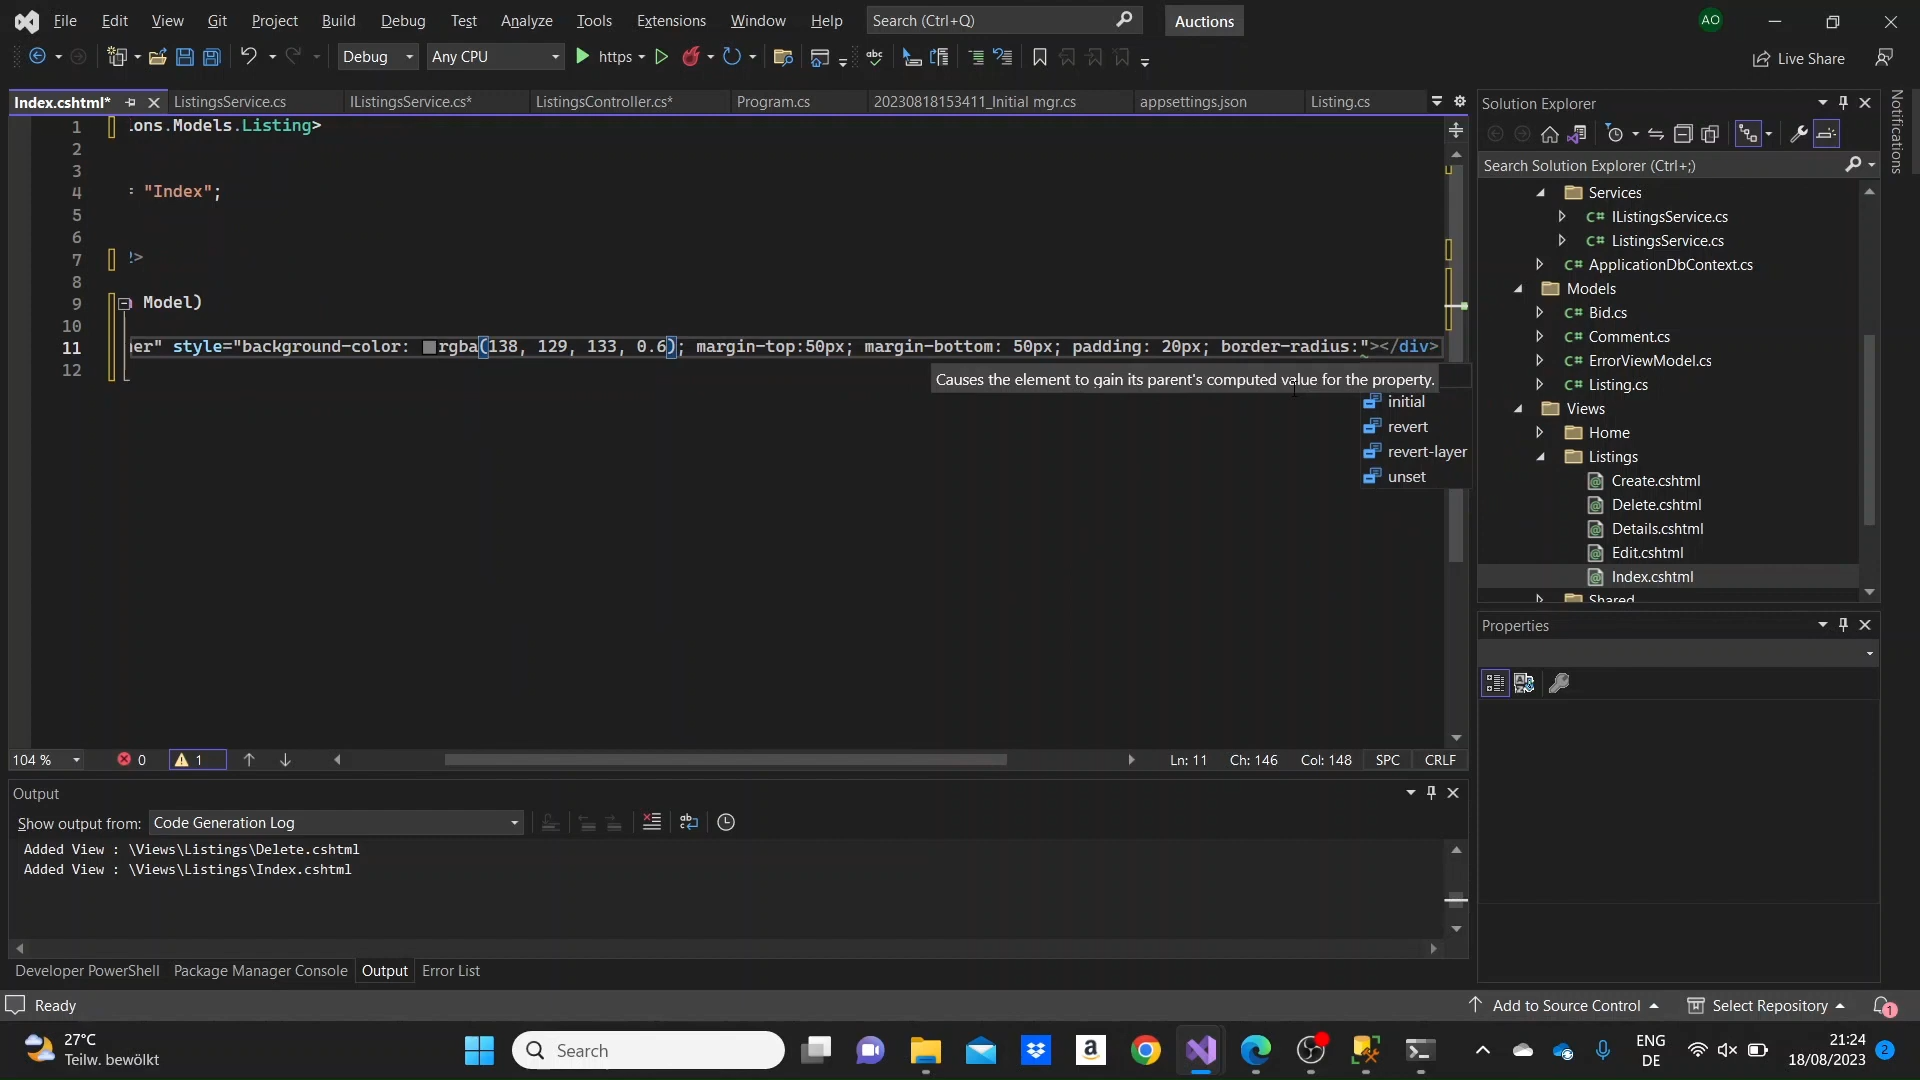 File Edit View Git Project Build Debug Test Analyze Tools Extensions Window Help Search (Ctrl+Q) Auctions AO
Debug Any CPU https Live Share
Index.cshtml* ListingsService.cs IListingsService.cs* ListingsController.cs* Program.cs 20230818153411_Initial mgr.cs appsettings.json Listing.cs
1 ons.Models.Listing>
2
3
4 = "Index";
5
6
7 2>
8
9 Model)
10
11 er" style="background-color: rgba(138, 129, 133, 0.6); margin-top:50px; margin-bottom: 50px; padding: 20px; border-radius:"></div>
12
Causes the element to gain its parent's computed value for the property.
initial
revert
revert-layer
unset
104 % 0 1 Ln: 11 Ch: 146 Col: 148 SPC CRLF
Output
Show output from: Code Generation Log
Added View : \Views\Listings\Delete.cshtml
Added View : \Views\Listings\Index.cshtml
Developer PowerShell Package Manager Console Output Error List
Solution Explorer
Search Solution Explorer (Ctrl+;)
Services
C# IListingsService.cs
C# ListingsService.cs
C# ApplicationDbContext.cs
Models
C# Bid.cs
C# Comment.cs
C# ErrorViewModel.cs
C# Listing.cs
Views
Home
Listings
Create.cshtml
Delete.cshtml
Details.cshtml
Edit.cshtml
Index.cshtml
Shared
Properties
Notifications
Ready Add to Source Control Select Repository 1
27°C
Teilw. bewölkt
Search
ENG
DE
21:24
18/08/2023
2